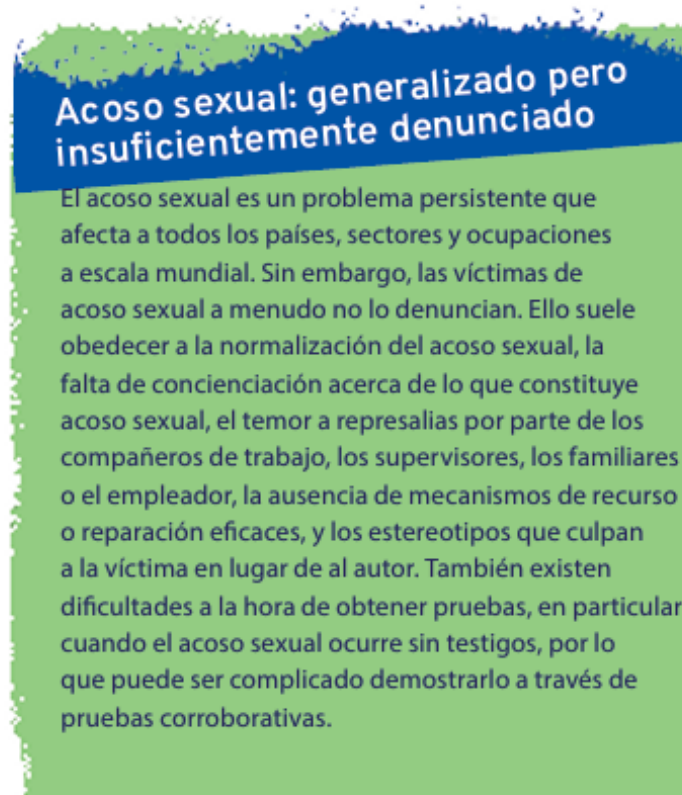 Acoso sexual: generalizado pero
insuficientemente denunciado
El acoso sexual es un problema persistente que
afecta a todos los países, sectores y ocupaciones
a escala mundial. Sin embargo, las víctimas de
acoso sexual a menudo no lo denuncian. Ello suele
obedecer a la normalización del acoso sexual, la
falta de concienciación acerca de lo que constituye
acoso sexual, el temor a represalias por parte de los
compañeros de trabajo, los supervisores, los familiares
o el empleador, la ausencia de mecanismos de recurso
o reparación eficaces, y los estereotipos que culpan
a la víctima en lugar de al autor. También existen
dificultades a la hora de obtener pruebas, en particular
cuando el acoso sexual ocurre sin testigos, por lo
que puede ser complicado demostrarlo a través de
pruebas corroborativas.